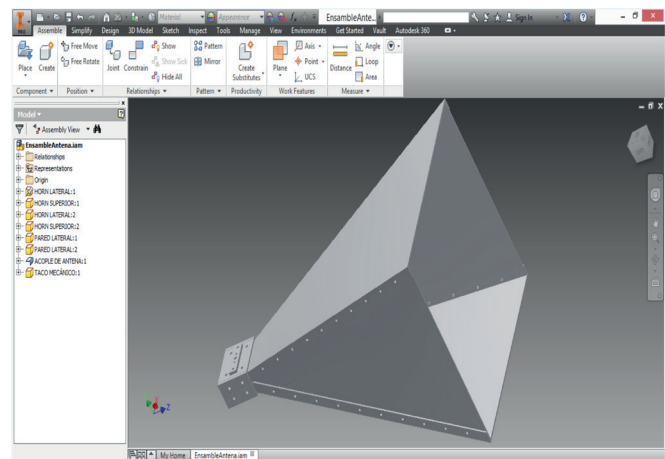 Material
Appearance
EnsambleAnte...
Sign In
PRO
Assemble Simplify Design 3D Model Sketch Inspect Tools Manage View Environments Get Started Vault Autodesk 360
Place
Create
Free Move
Free Rotate
Joint
Constrain
Show
Show Sick
Hide All
Pattern
Mirror
Create
Substitutes
Plane
Axis
Point
UCS
Distance
Angle
Loop
Area
Component Position Relationships Pattern Productivity Work Features Measure
Model
Assembly View
EnsambleAntena.iam
Relationships
Representations
Origin
HORN LATERAL:1
HORN SUPERIOR:1
HORN LATERAL:2
HORN SUPERIOR:2
PARED LATERAL:1
PARED LATERAL:2
ACOPLE DE ANTENA:1
TACO MECÁNICO:1
Z
My Home EnsambleAntena.iam